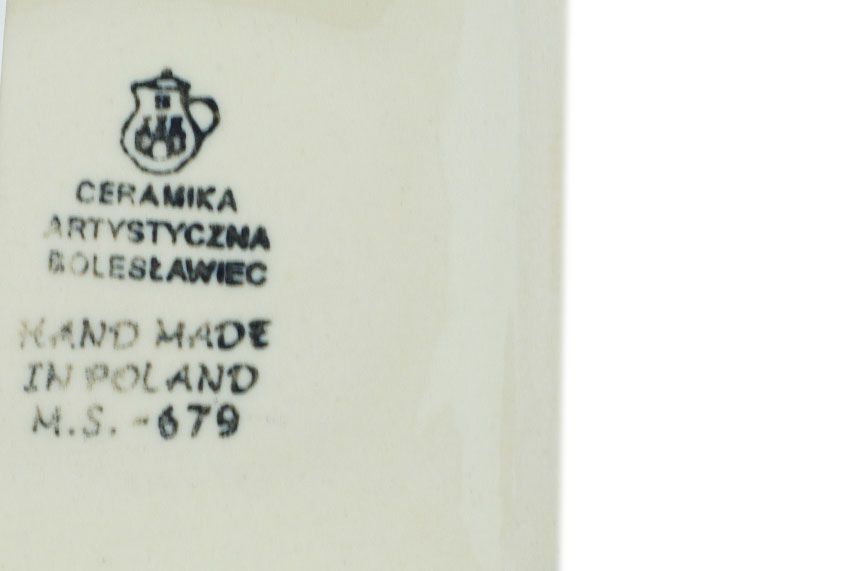 CERAMIKA
ARTYSTYCZNA
BOLESŁAWIEC
HAND MADE
IN POLAND
M.S. -679